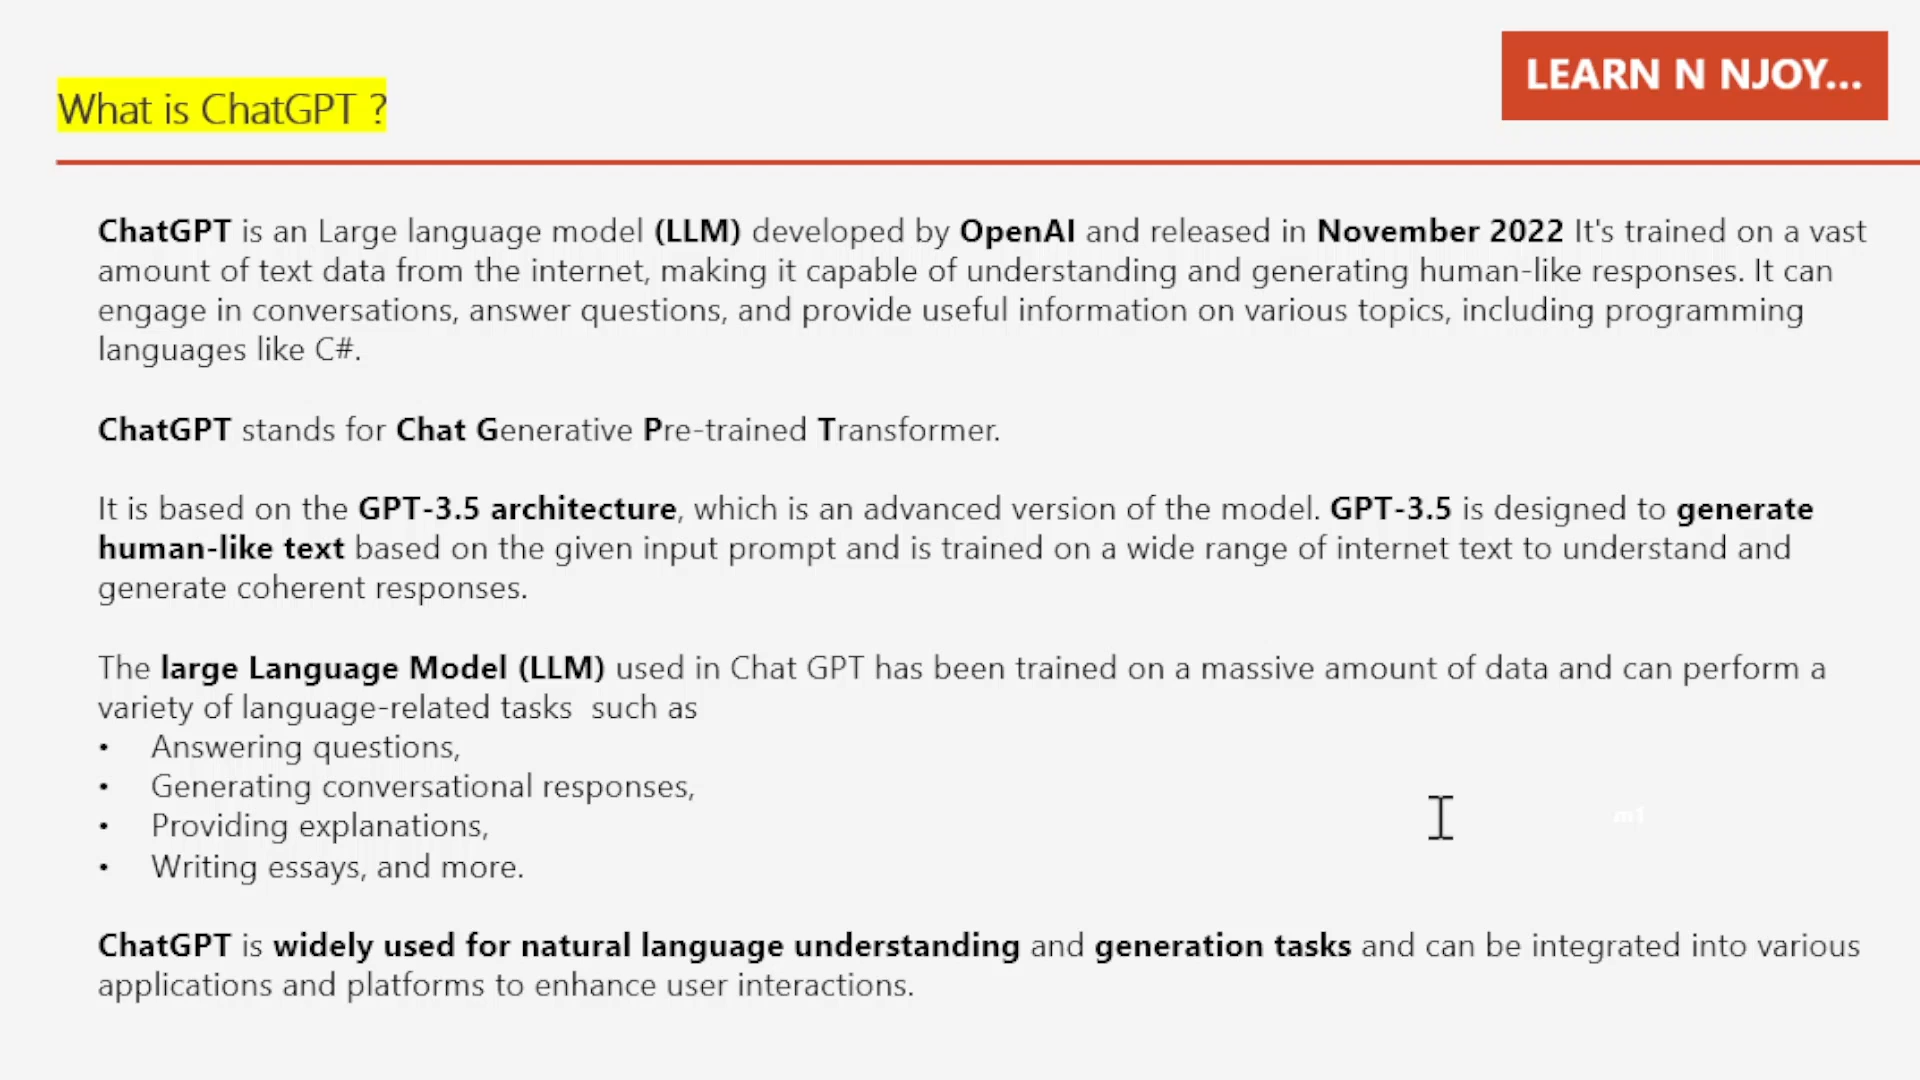 LEARN N NJOY...
What is ChatGPT ?
ChatGPT is an Large language model (LLM) developed by OpenAI and released in November 2022 It's trained on a vast
amount of text data from the internet, making it capable of understanding and generating human-like responses. It can
engage in conversations, answer questions, and provide useful information on various topics, including programming
languages like C#.
ChatGPT stands for Chat Generative Pre-trained Transformer.
It is based on the GPT-3.5 architecture, which is an advanced version of the model. GPT-3.5 is designed to generate
human-like text based on the given input prompt and is trained on a wide range of internet text to understand and
generate coherent responses.
The large Language Model (LLM) used in Chat GPT has been trained on a massive amount of data and can perform a
variety of language-related tasks  such as
• Answering questions,
• Generating conversational responses,
• Providing explanations,
• Writing essays, and more.
ChatGPT is widely used for natural language understanding and generation tasks and can be integrated into various
applications and platforms to enhance user interactions.